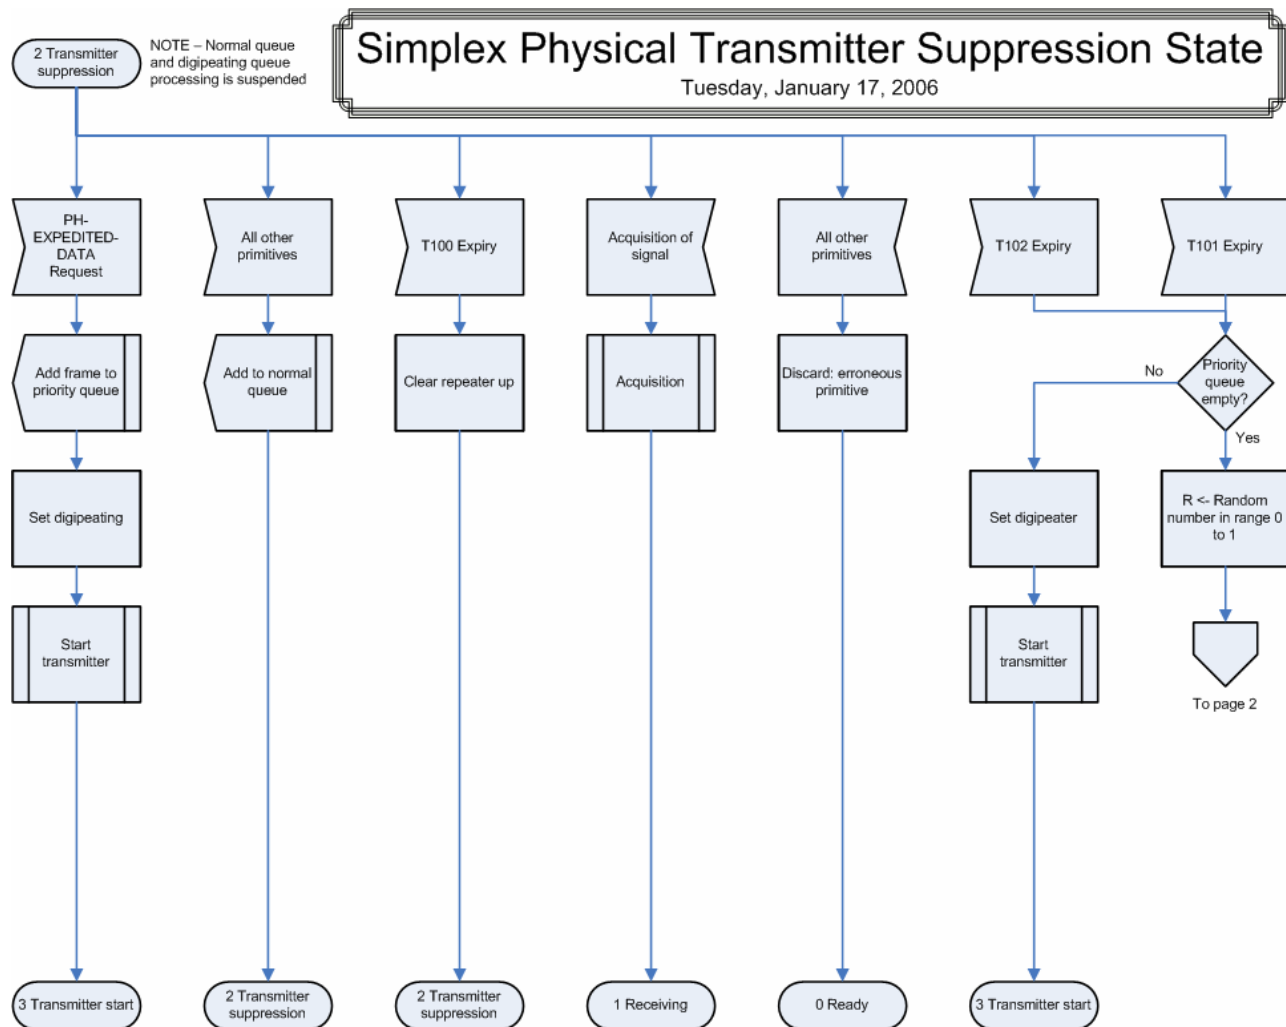 2 Transmitter
suppression
NOTE – Normal queue
and digipeating queue
processing is suspended
Simplex Physical Transmitter Suppression State
Tuesday, January 17, 2006
PH-
EXPEDITED-
DATA
Request
All other
primitives
T100 Expiry
Acquisition of
signal
All other
primitives
T102 Expiry
T101 Expiry
Add frame to
priority queue
Add to normal
queue
Clear repeater up
Acquisition
Discard: erroneous
primitive
No
Priority
queue
empty?
Yes
Set digipeating
Set digipeater
R <- Random
number in range 0
to 1
Start
transmitter
Start
transmitter
To page 2
3 Transmitter start
2 Transmitter
suppression
2 Transmitter
suppression
1 Receiving
0 Ready
3 Transmitter start